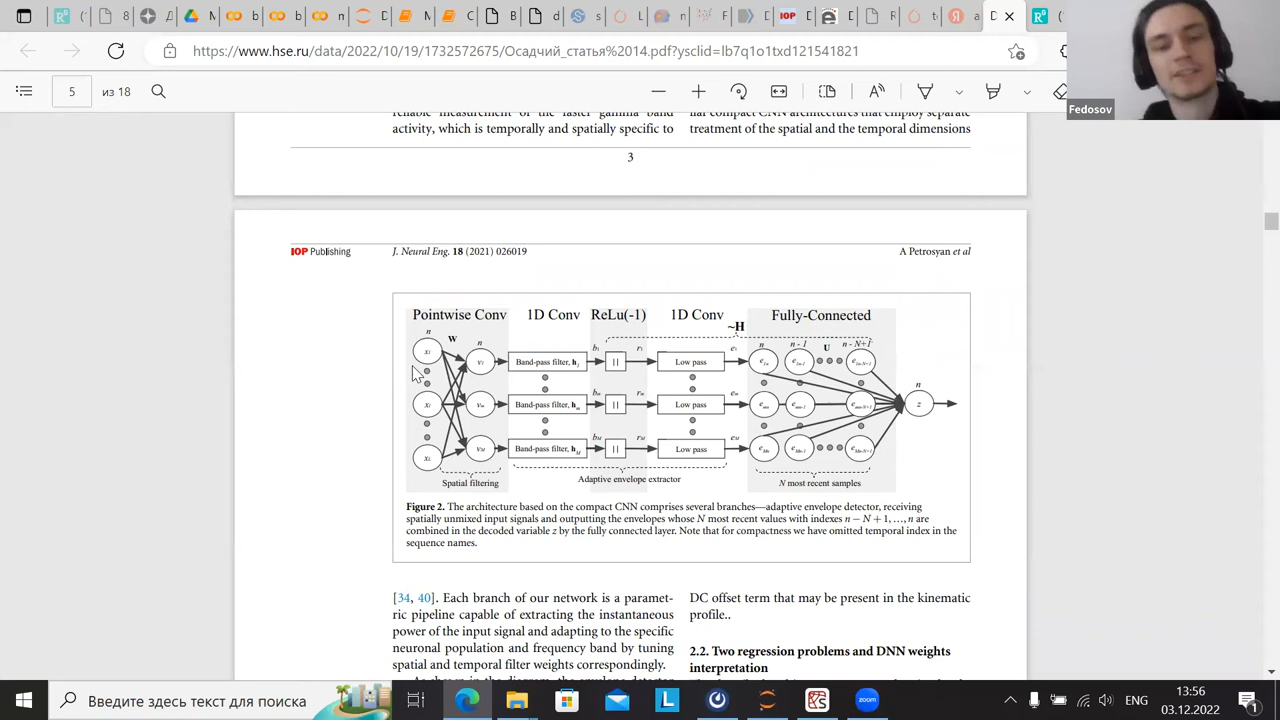 https://www.hse.ru/data/2022/10/19/1732572675/Осадчий_статья%2014.pdf?ysclid=lb7q1o1txd121541821
Fedosov
5 из 18
activity, which is temporally and spatially specific to
treatment of the spatial and the temporal dimensions
3
IOP Publishing
J. Neural Eng. 18 (2021) 026019
A Petrosyan et al
Pointwise Conv 1D Conv ReLu(-1) 1D Conv Fully-Connected
~H
n W n n n - 1 U n - N+1
Band-pass filter, Low pass
Band-pass filter, Low pass
n
z
Band-pass filter, Low pass
Spatial filtering
Adaptive envelope extractor
N most recent samples
Figure 2. The architecture based on the compact CNN comprises several branches—adaptive envelope detector, receiving
spatially unmixed input signals and outputting the envelopes whose N most recent values with indexes n − N + 1, …, n are
combined in the decoded variable z by the fully connected layer. Note that for compactness we have omitted temporal index in the
sequence names.
[34, 40]. Each branch of our network is a paramet-
ric pipeline capable of extracting the instantaneous
power of the input signal and adapting to the specific
neuronal population and frequency band by tuning
spatial and temporal filter weights correspondingly.
DC offset term that may be present in the kinematic
profile..
2.2. Two regression problems and DNN weights
interpretation
Введите здесь текст для поиска
ENG
13:56
03.12.2022